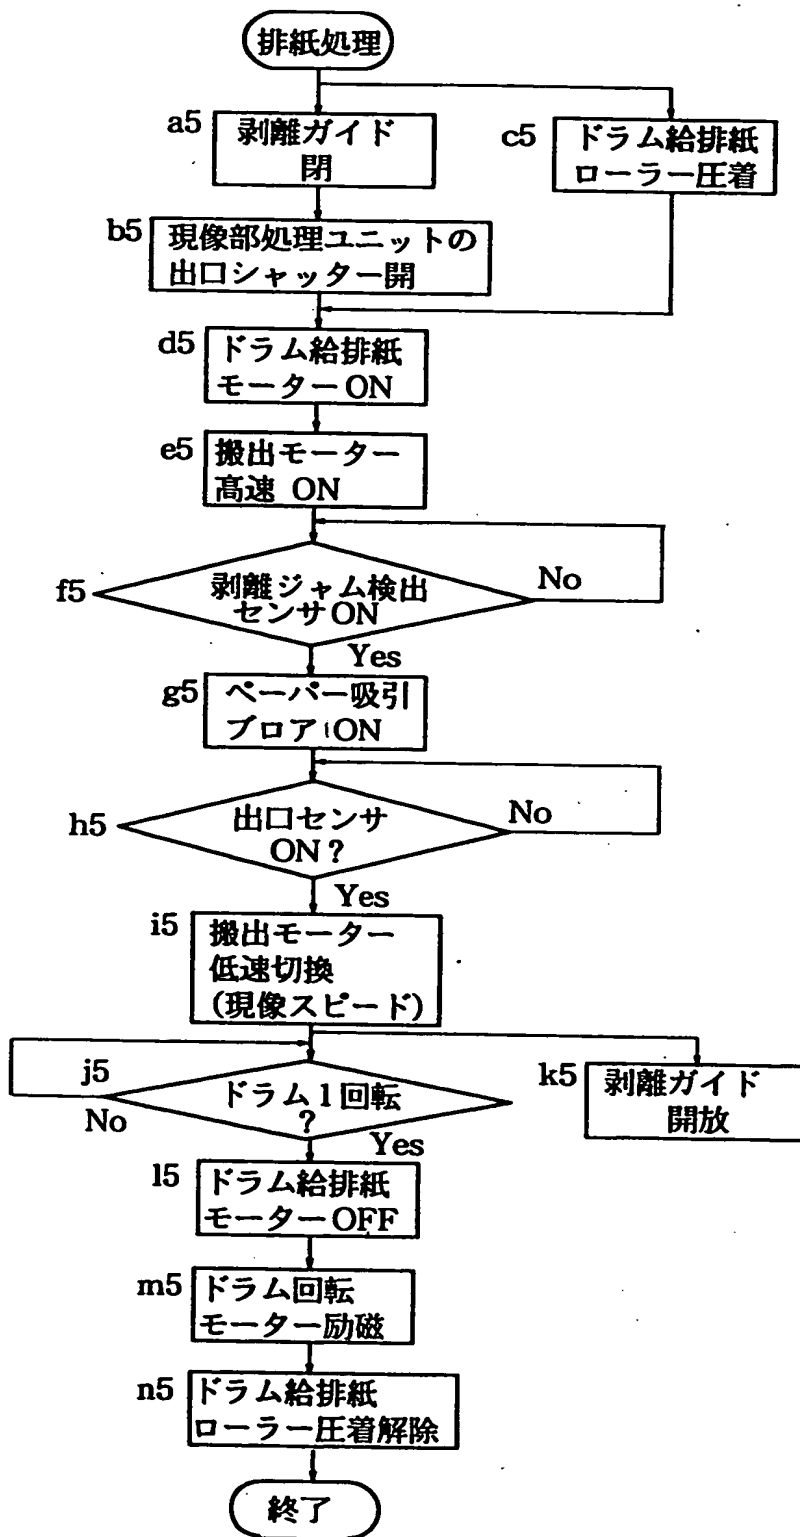 排紙処理
a5
剥離ガイド
閉
c5
ドラム給排紙
ローラー圧着
b5
現像部処理ユニットの
出口シャッター開
d5
ドラム給排紙
モーターON
e5
搬出モーター
高速 ON
f5
剥離ジャム検出
センサON
No
Yes
g5
ペーパー吸引
ブロアON
h5
出口センサ
ON?
No
Yes
i5
搬出モーター
低速切換
(現像スピード)
j5
ドラム1回転
?
No
Yes
k5
剥離ガイド
開放
l5
ドラム給排紙
モーターOFF
m5
ドラム回転
モーター励磁
n5
ドラム給排紙
ローラー圧着解除
終了